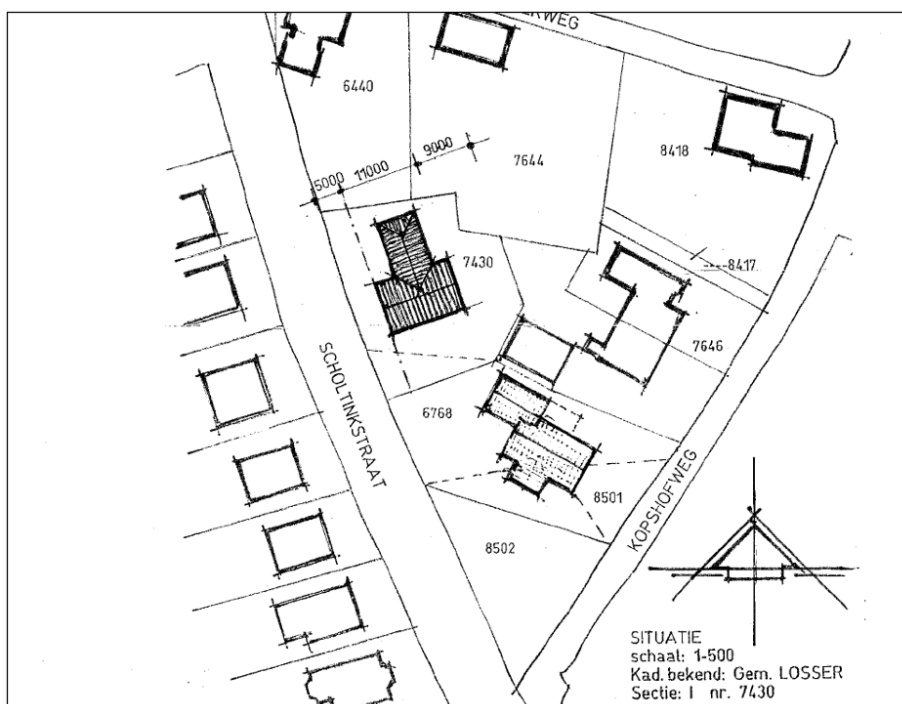 ERWEG
6440
7644
8418
5000 11000 9000
7430
8417
7646
SCHOLTINKSTRAAT
6768
8501
KOPSHOFWEG
8502
SITUATIE
schaal: 1-500
Kad. bekend: Gem. LOSSER
Sectie: I nr. 7430